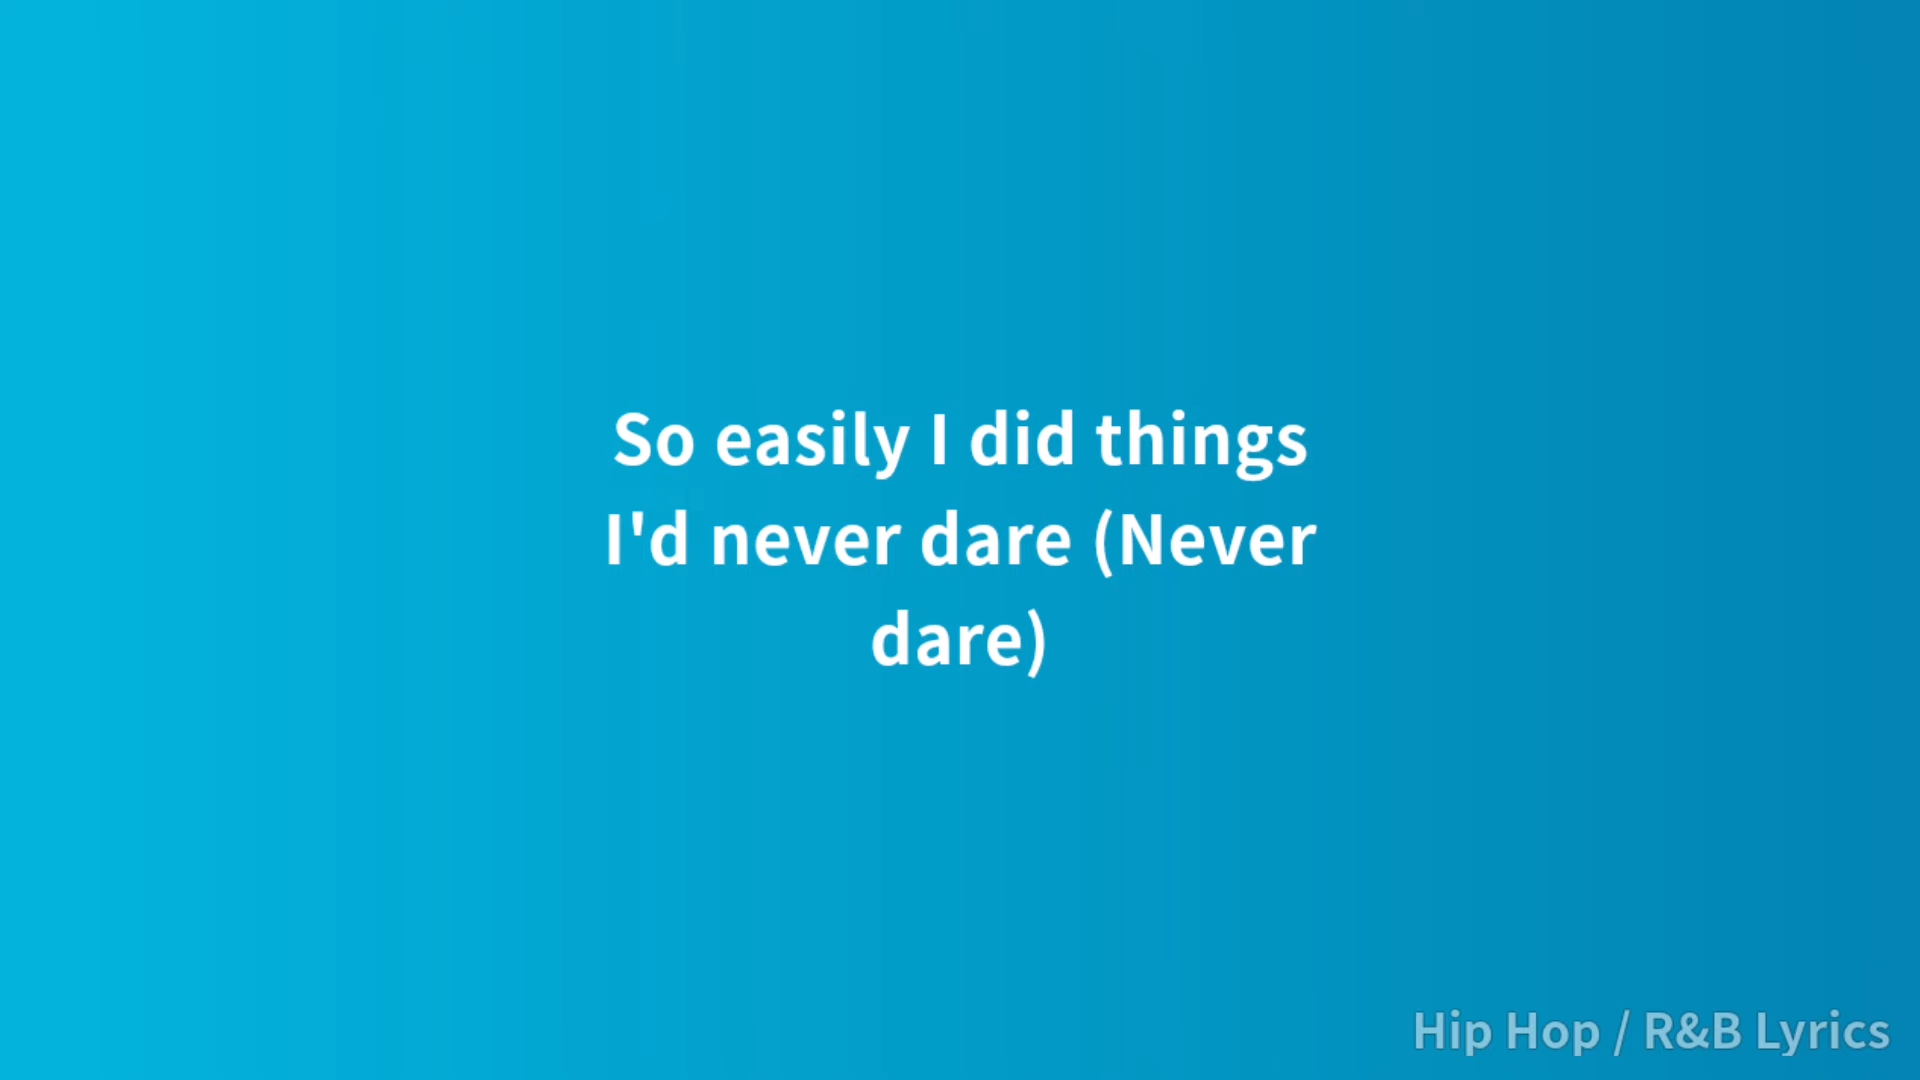 So easily I did things
I'd never dare (Never
dare)
Hip Hop / R&B Lyrics